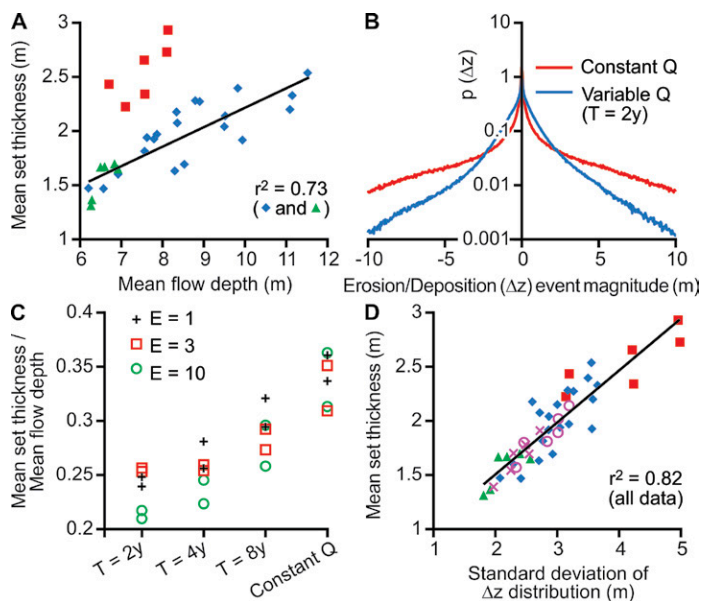 A
3
2.5
2
1.5
1
Mean set thickness (m)
r² = 0.73
(◆ and ▲)
6 7 8 9 10 11 12
Mean flow depth (m)
B
p (Δz)
10
1
0.1
0.01
0.001
Constant Q
Variable Q
(T = 2y)
-10 -5 0 5 10
Erosion/Deposition (Δz) event magnitude (m)
C
0.4
0.35
0.3
0.25
0.2
Mean set thickness /
Mean flow depth
+ E = 1
□ E = 3
○ E = 10
T = 2y
T = 4y
T = 8y
Constant Q
D
3
2.5
2
1.5
1
Mean set thickness (m)
r² = 0.82
(all data)
1 2 3 4 5
Standard deviation of
Δz distribution (m)